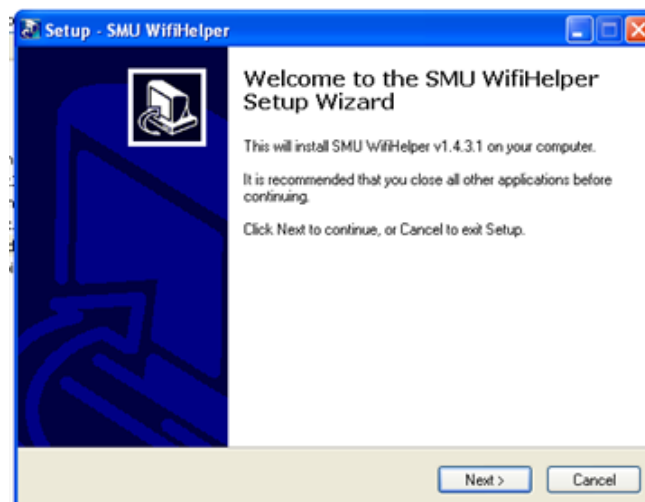 Setup - SMU WifiHelper
Welcome to the SMU WifiHelper
Setup Wizard
This will install SMU WifiHelper v1.4.3.1 on your computer.
It is recommended that you close all other applications before
continuing.
Click Next to continue, or Cancel to exit Setup.
Next >
Cancel